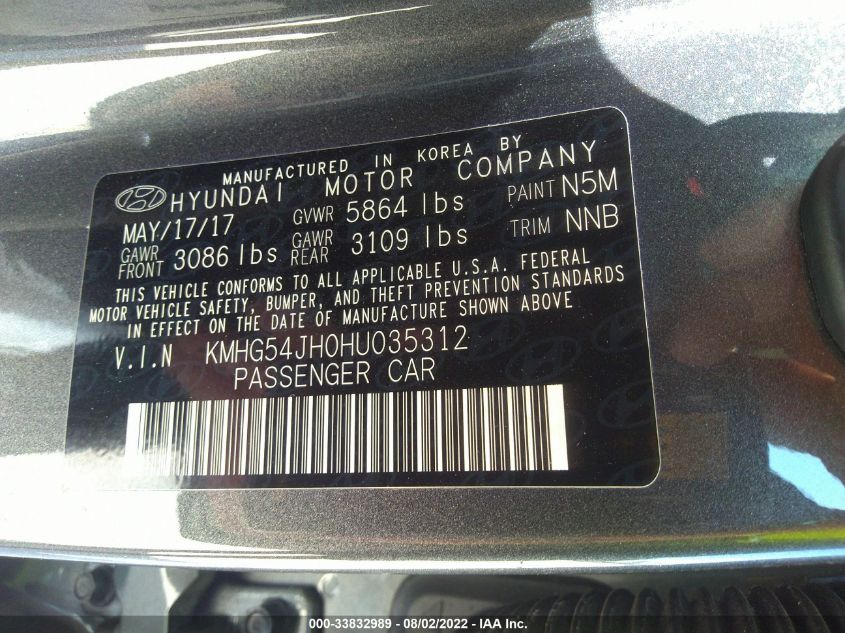 MANUFACTURED IN KOREA BY
HYUNDAI MOTOR COMPANY
MAY/17/17 GVWR 5864 lbs PAINT N5M
GAWR FRONT 3086 lbs GAWR REAR 3109 lbs TRIM NNB
THIS VEHICLE CONFORMS TO ALL APPLICABLE U.S.A. FEDERAL
MOTOR VEHICLE SAFETY, BUMPER, AND THEFT PREVENTION STANDARDS
IN EFFECT ON THE DATE OF MANUFACTURE SHOWN ABOVE
V.I.N KMHG54JH0HU035312
PASSENGER CAR
000-33832989 - 08/02/2022 - IAA Inc.